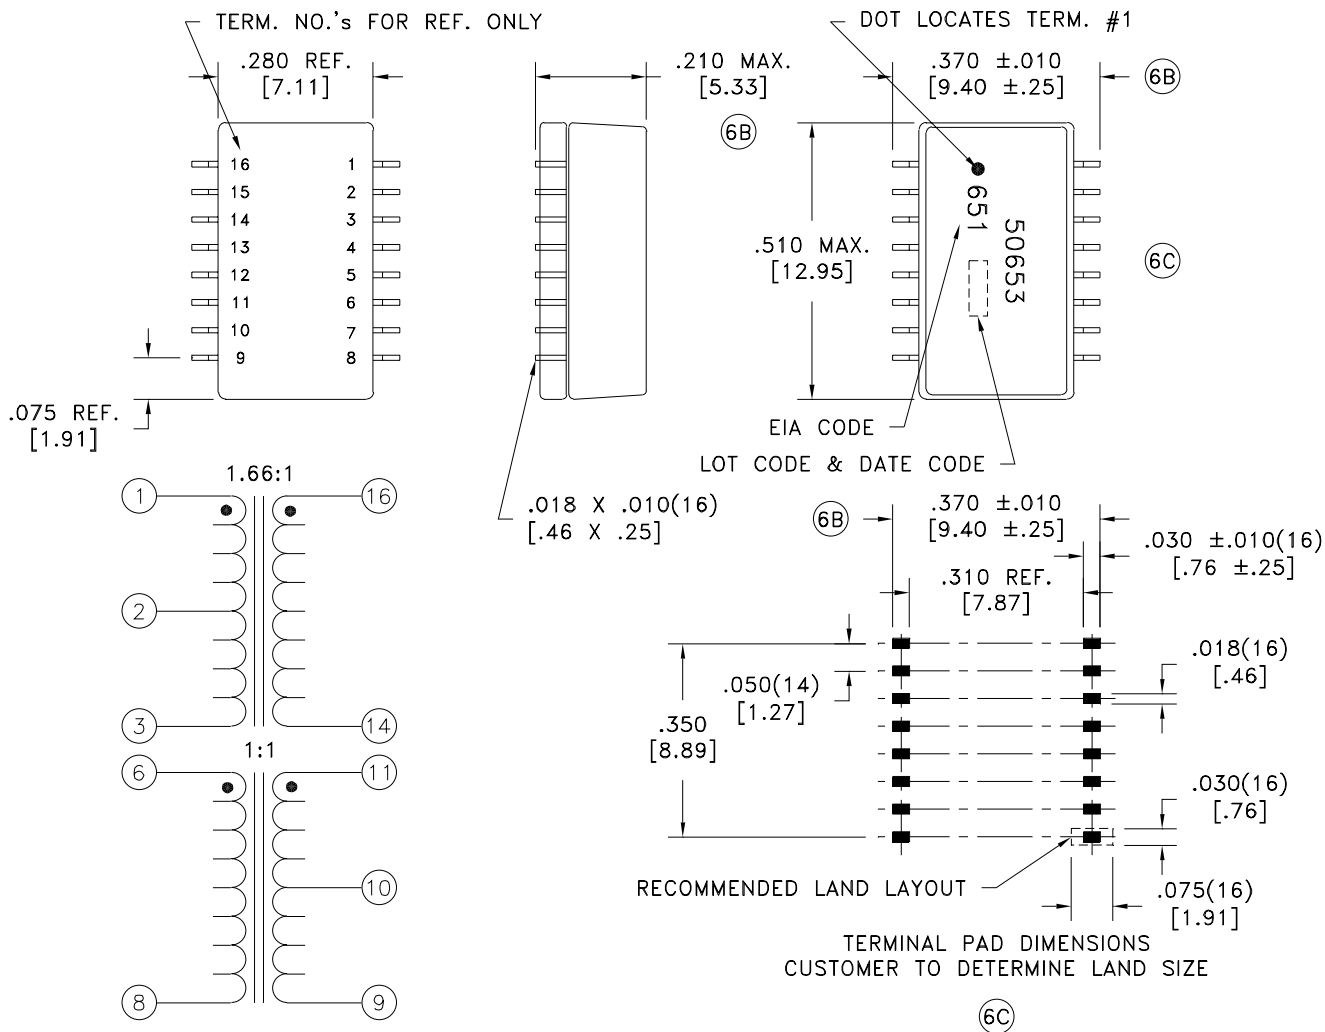 TERM. NO.'s FOR REF. ONLY
DOT LOCATES TERM. #1
.280 REF.
[7.11]
.210 MAX.
[5.33]
6B
.370 ±.010
[9.40 ±.25]
6B
16
15
14
13
12
11
10
9
1
2
3
4
5
6
7
8
.075 REF.
[1.91]
.018 X .010(16)
[.46 X .25]
.510 MAX.
[12.95]
651
50653
6C
EIA CODE
LOT CODE & DATE CODE
1.66:1
1
16
2
3
14
1:1
6
11
10
8
9
6B
.370 ±.010
[9.40 ±.25]
.030 ±.010(16)
[.76 ±.25]
.310 REF.
[7.87]
.018(16)
[.46]
.050(14)
[1.27]
.350
[8.89]
.030(16)
[.76]
RECOMMENDED LAND LAYOUT
.075(16)
[1.91]
TERMINAL PAD DIMENSIONS
CUSTOMER TO DETERMINE LAND SIZE
6C